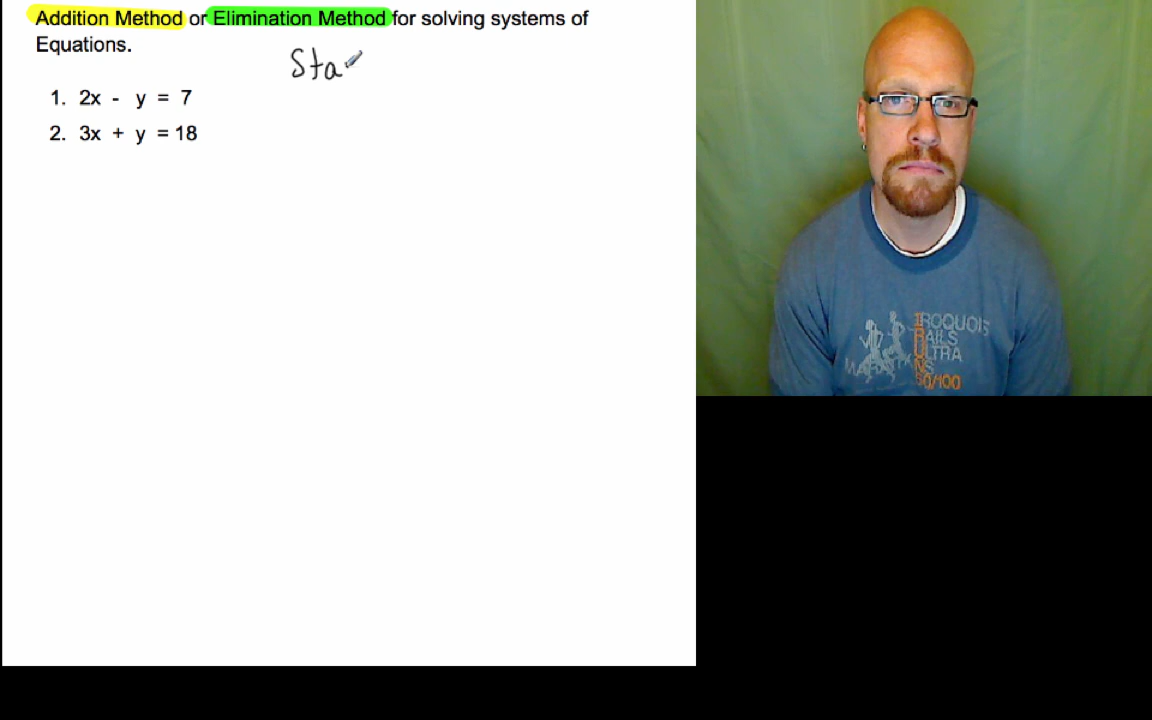 Addition Method or Elimination Method for solving systems of
Equations.
Sta
1. 2x - y = 7
2. 3x + y = 18
IROQUOIS
TRAILS
ULTRA
50/100